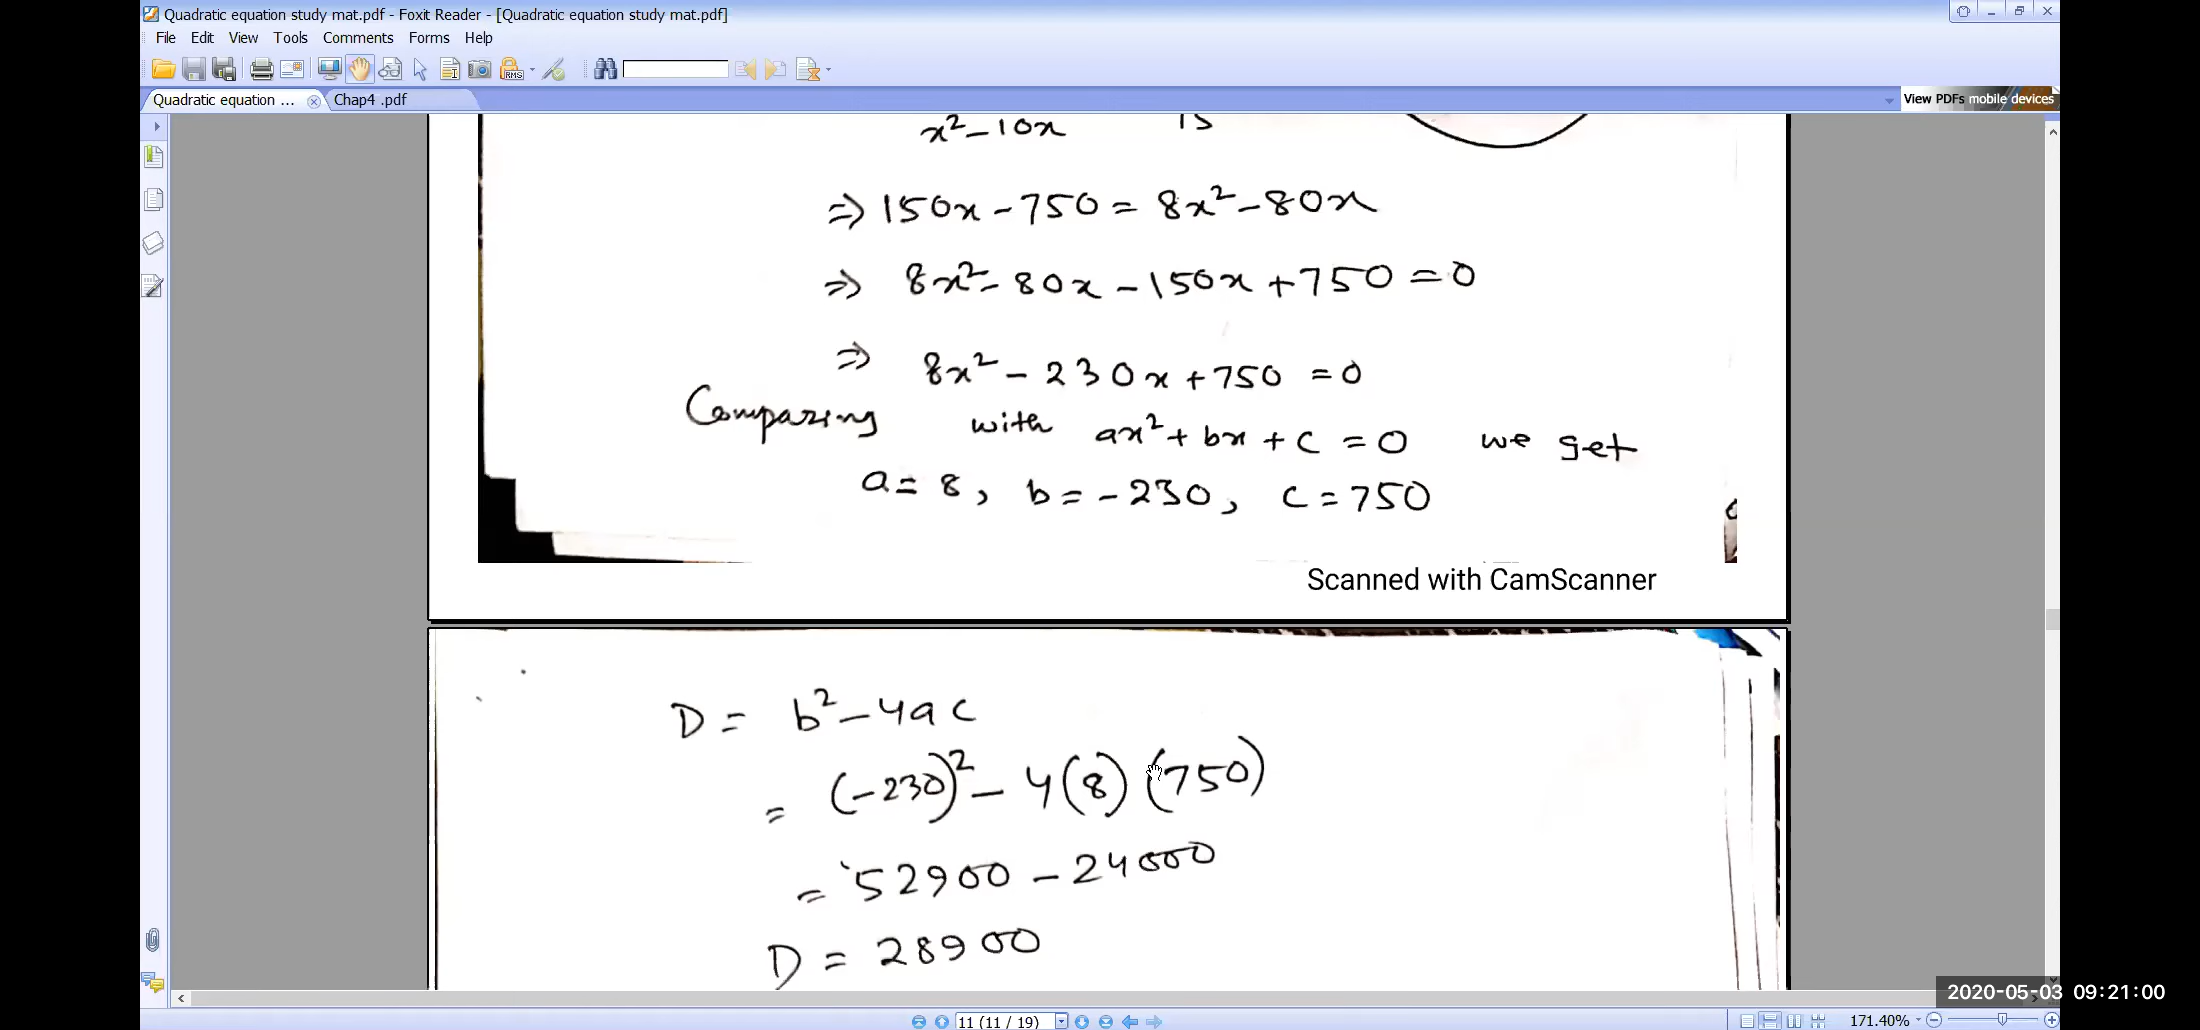 Quadratic equation study mat.pdf - Foxit Reader - [Quadratic equation study mat.pdf]
File Edit View Tools Comments Forms Help
RMS
Quadratic equation ... Chap4 .pdf
View PDFs mobile devices
x² - 10x
⇒ 150x - 750 = 8x² - 80x
⇒ 8x² - 80x - 150x + 750 = 0
⇒ 8x² - 230x + 750 = 0
Comparing with ax² + bx + c = 0 we get
a = 8, b = -230, c = 750
Scanned with CamScanner
D = b² - 4ac
= (-230)² - 4(8)(750)
= 52900 - 24000
D = 28900
2020-05-03 09:21:00
11 (11 / 19)
171.40%